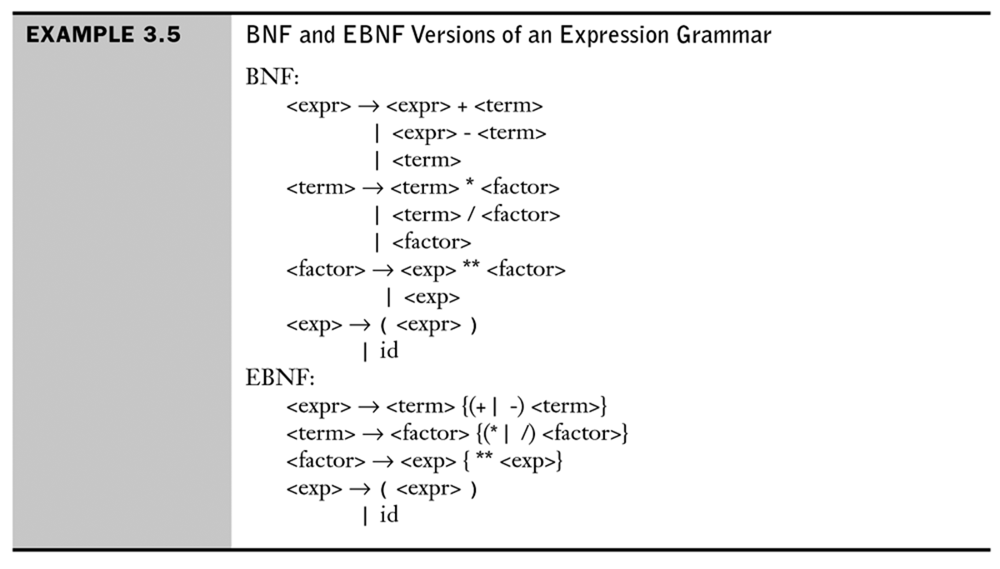 EXAMPLE 3.5
BNF and EBNF Versions of an Expression Grammar
BNF:
<expr> → <expr> + <term>
| <expr> - <term>
| <term>
<term> → <term> * <factor>
| <term> / <factor>
| <factor>
<factor> → <exp> ** <factor>
| <exp>
<exp> → ( <expr> )
| id
EBNF:
<expr> → <term> {(+ | -) <term>}
<term> → <factor> {(* | /) <factor>}
<factor> → <exp> { ** <exp>}
<exp> → ( <expr> )
| id